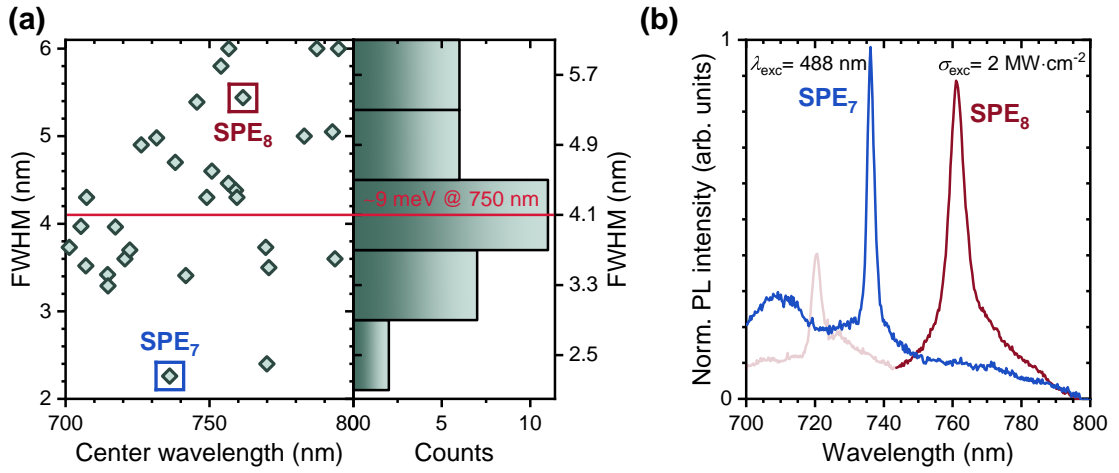 (a)
6
5
4
3
2
FWHM (nm)
700
750
800
Center wavelength (nm)
SPE8
SPE7
~9 meV @ 750 nm
0
5
10
Counts
5.7
4.9
4.1
3.3
2.5
FWHM (nm)
(b)
1
0
Norm. PL intensity (arb. units)
λexc= 488 nm
σexc= 2 MW·cm-2
SPE7
SPE8
700
720
740
760
780
800
Wavelength (nm)